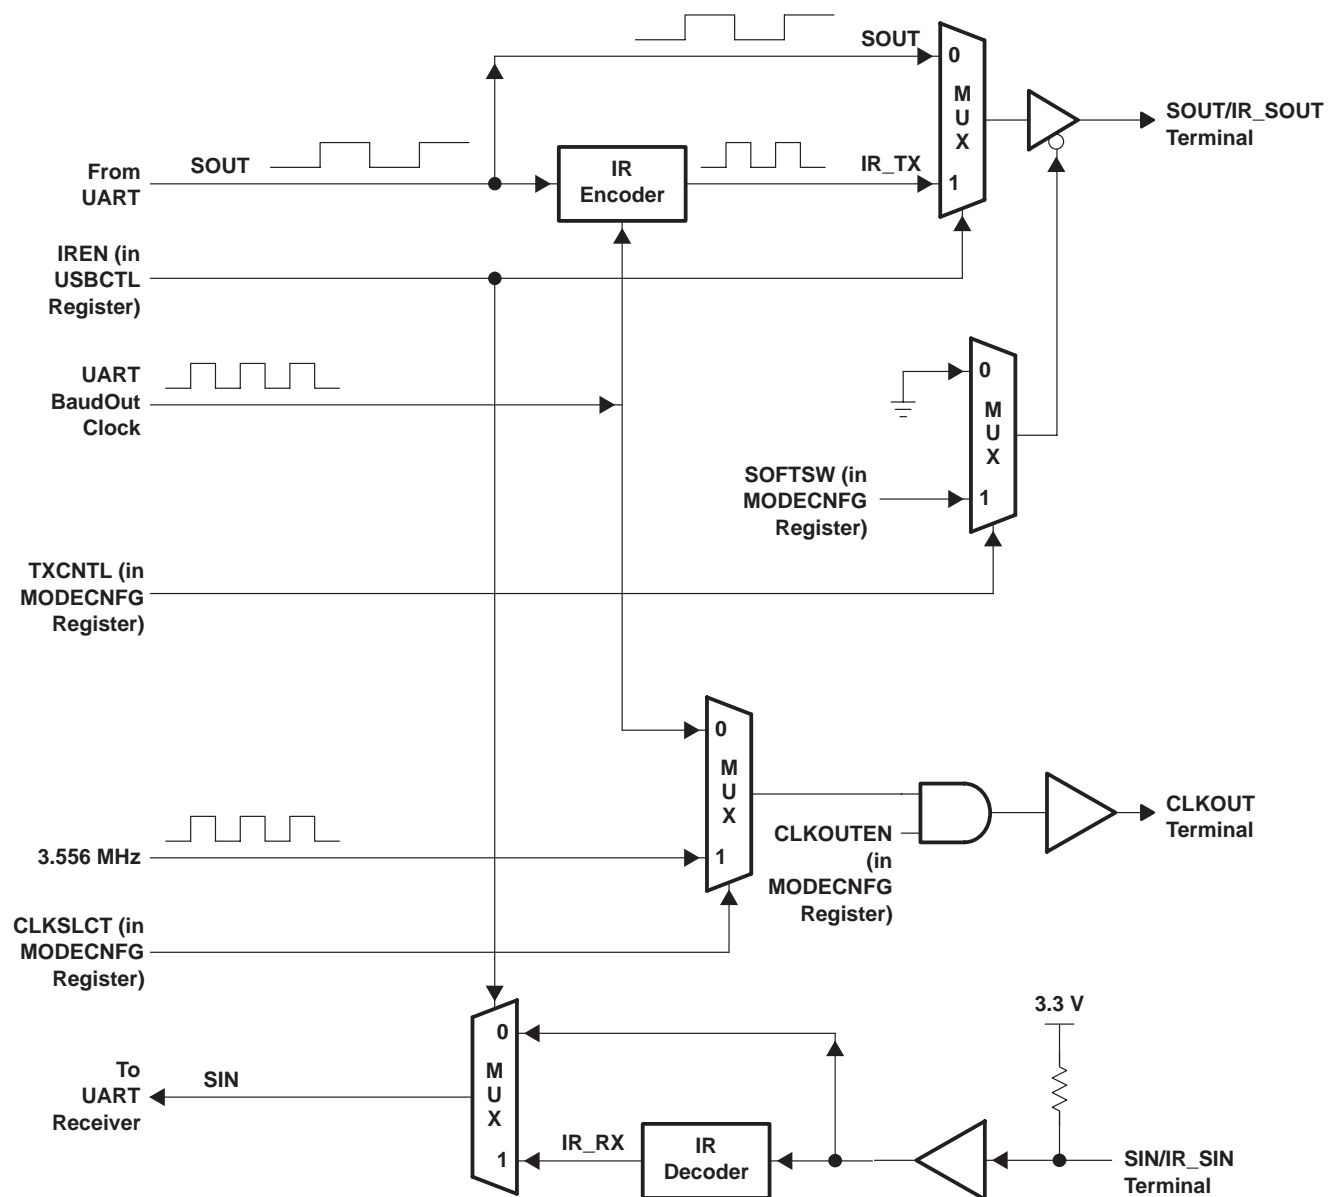 SOUT
0
M
U
X
1
SOUT/IR_SOUT
Terminal
From
UART
SOUT
IR
Encoder
IR_TX
IREN (in
USBCTL
Register)
UART
BaudOut
Clock
0
M
U
X
1
SOFTSW (in
MODECNFG
Register)
TXCNTL (in
MODECNFG
Register)
0
M
U
X
1
CLKOUTEN
(in
MODECNFG
Register)
CLKOUT
Terminal
3.556 MHz
CLKSLCT (in
MODECNFG
Register)
3.3 V
0
M
U
X
1
To
UART
Receiver
SIN
IR_RX
IR
Decoder
SIN/IR_SIN
Terminal